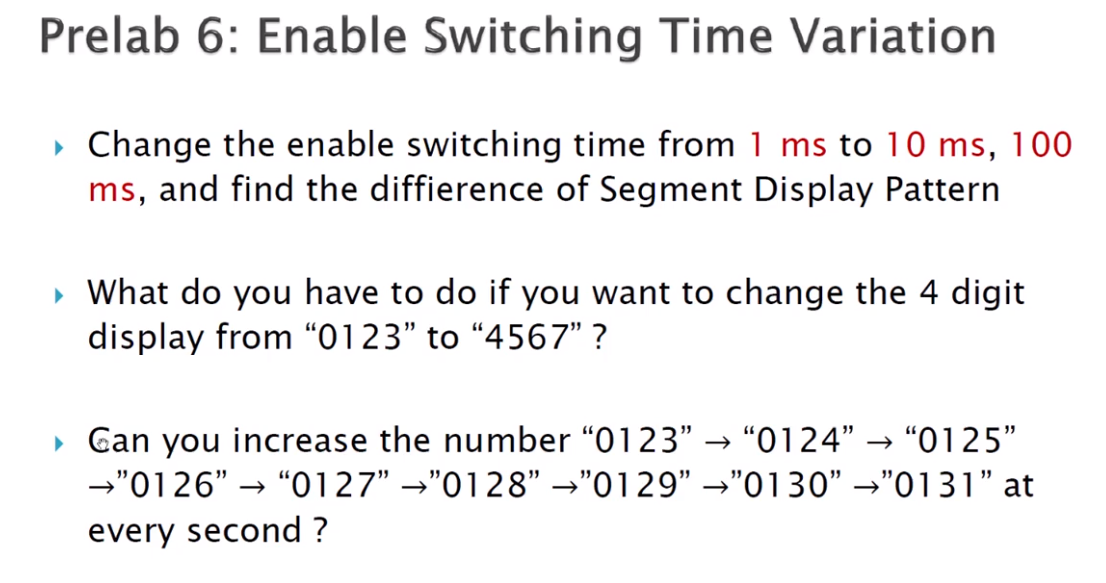 Prelab 6: Enable Switching Time Variation
Change the enable switching time from 1 ms to 10 ms, 100
ms, and find the diffierence of Segment Display Pattern
What do you have to do if you want to change the 4 digit
display from “0123” to “4567” ?
Can you increase the number “0123” → “0124” → “0125”
→”0126” → “0127” →”0128” →”0129” →”0130” →”0131” at
every second ?